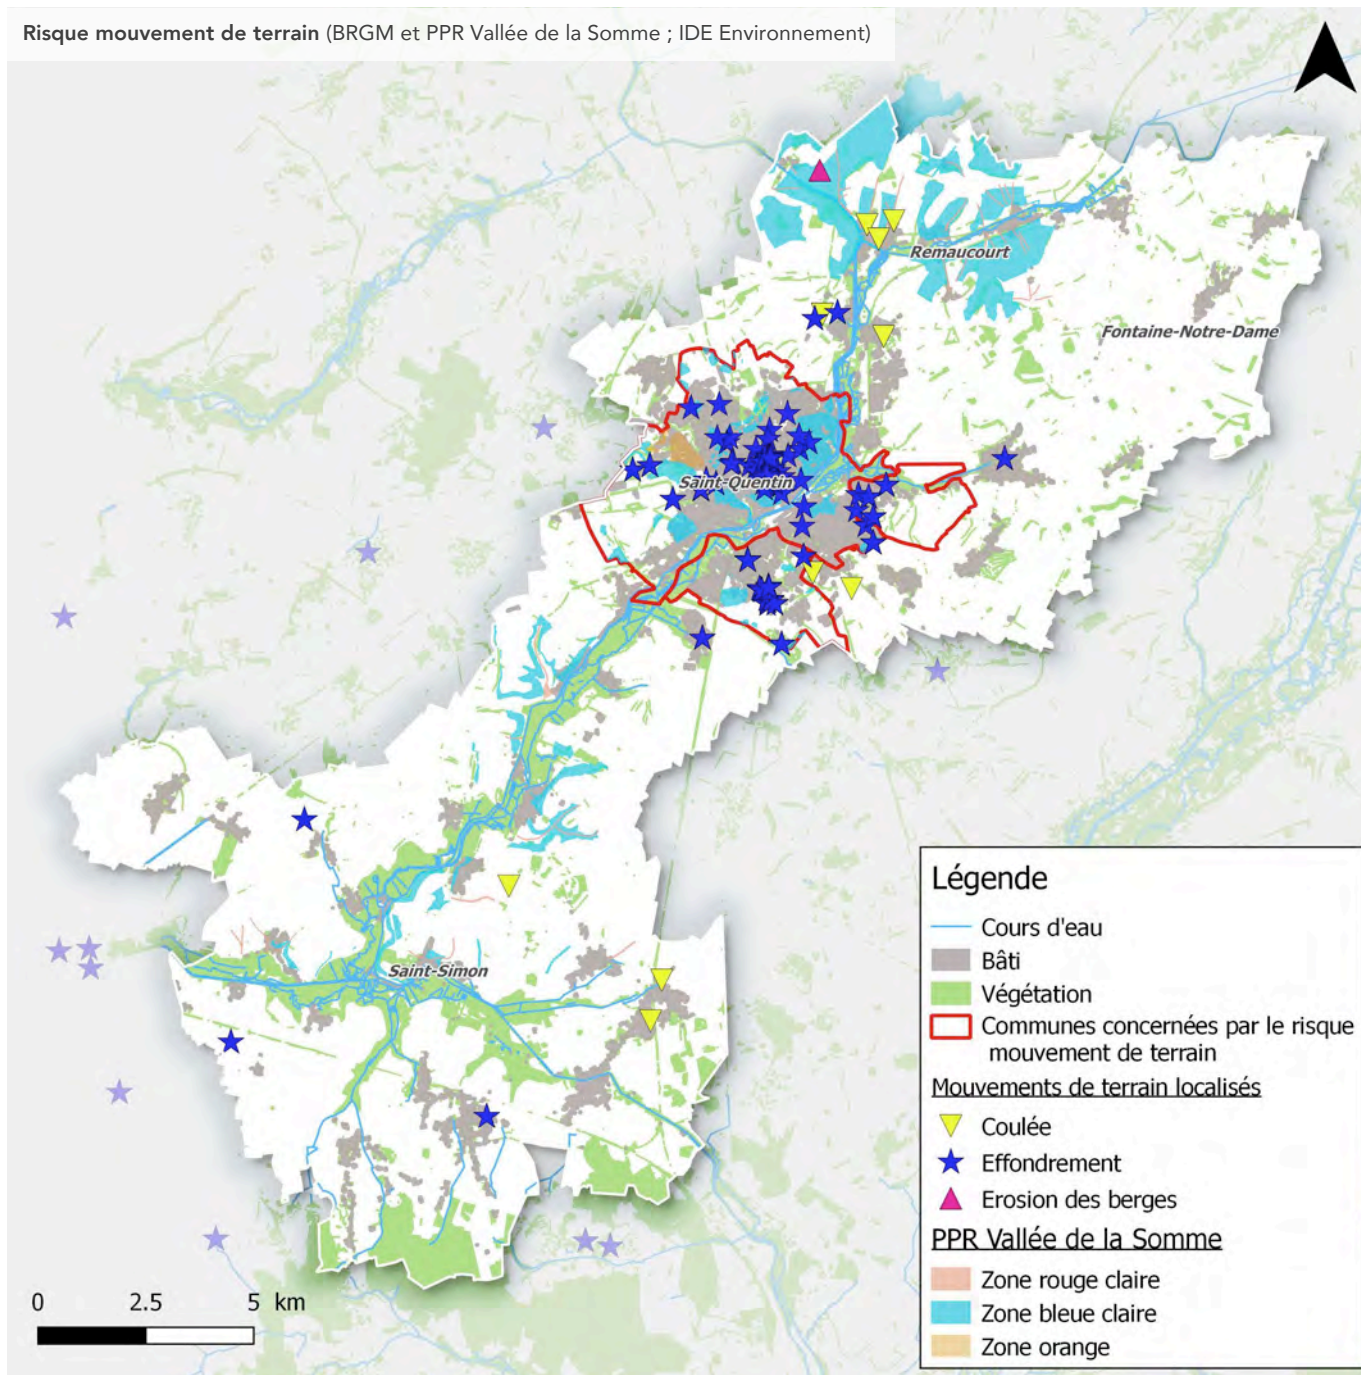 Risque mouvement de terrain (BRGM et PPR Vallée de la Somme ; IDE Environnement)
Remaucourt
Fontaine-Notre-Dame
Saint-Quentin
Saint-Simon
Légende
Cours d'eau
Bâti
Végétation
Communes concernées par le risque
mouvement de terrain
Mouvements de terrain localisés
Coulée
Effondrement
Erosion des berges
PPR Vallée de la Somme
Zone rouge claire
Zone bleue claire
Zone orange
0 2.5 5 km